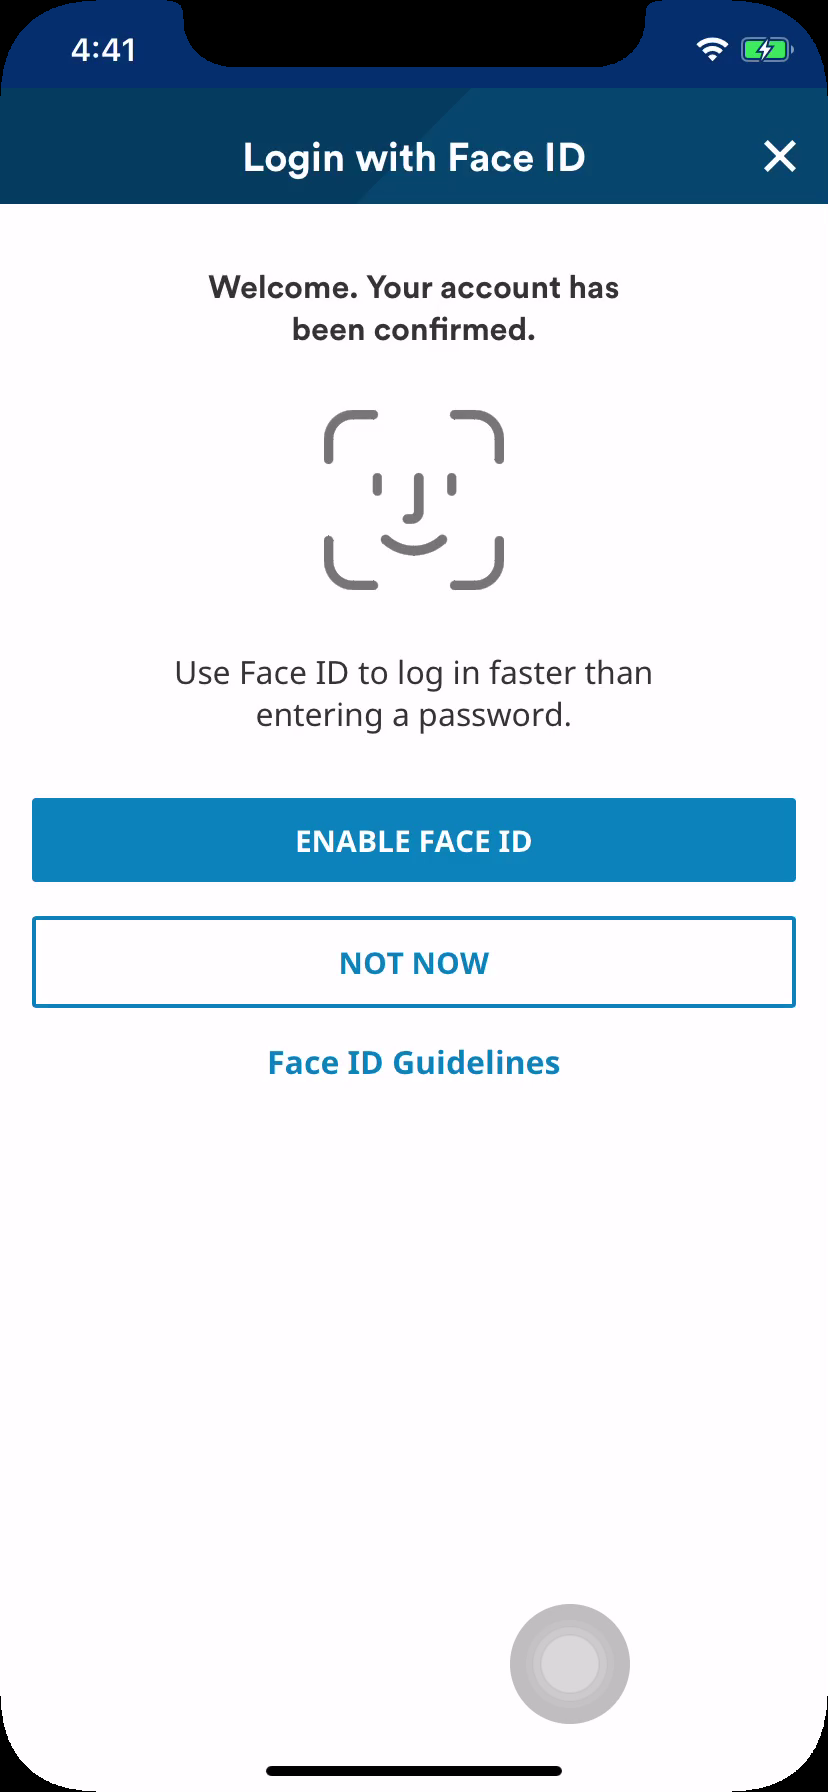 4:41
Login with Face ID
Welcome. Your account has
been confirmed.
Use Face ID to log in faster than
entering a password.
ENABLE FACE ID
NOT NOW
Face ID Guidelines